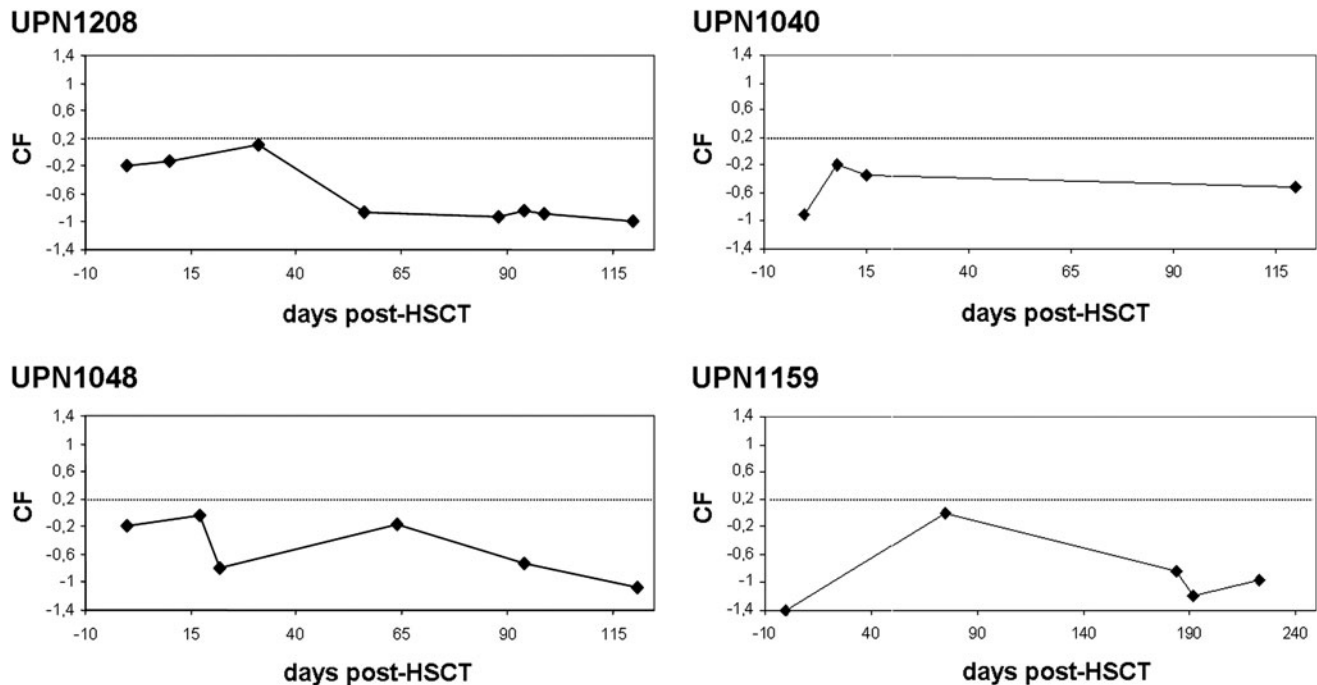 UPN1208
1,4
1
0,6
0,2
-0,2
-0,6
-1
-1,4
CF
-10 15 40 65 90 115
days post-HSCT
UPN1040
1,4
1
0,6
0,2
-0,2
-0,6
-1
-1,4
CF
-10 15 40 65 90 115
days post-HSCT
UPN1048
1,4
1
0,6
0,2
-0,2
-0,6
-1
-1,4
CF
-10 15 40 65 90 115
days post-HSCT
UPN1159
1,4
1
0,6
0,2
-0,2
-0,6
-1
-1,4
CF
-10 40 90 140 190 240
days post-HSCT